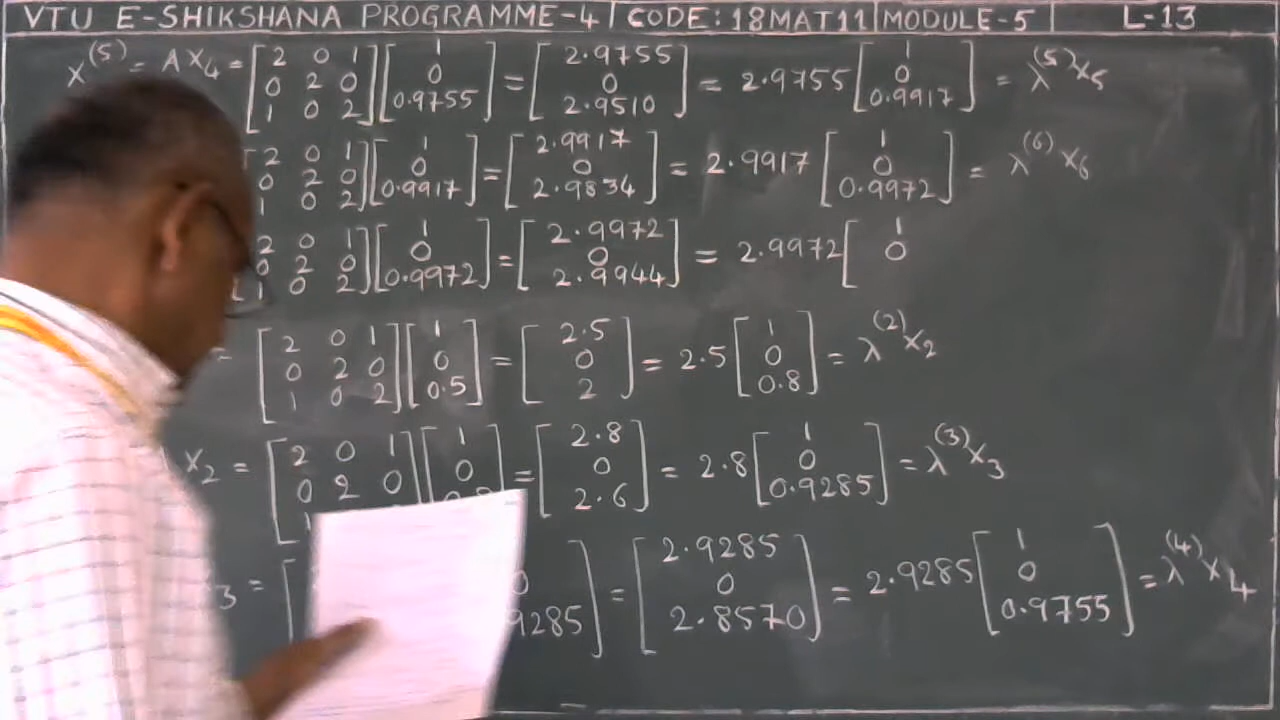 VTU E-SHIKSHANA PROGRAMME-4 | CODE: 18MAT11 | MODULE-5 | L-13
X^(5) = AX4 = [2 0 1; 0 2 0; 1 0 2] [1; 0; 0.9755] = [2.9755; 0; 2.9510] = 2.9755 [1; 0; 0.9917] = λ^(5) X5
[2 0 1; 0 2 0; 1 0 2] [1; 0; 0.9917] = [2.9917; 0; 2.9834] = 2.9917 [1; 0; 0.9972] = λ^(6) X6
[2 0 1; 0 2 0; 1 0 2] [1; 0; 0.9972] = [2.9972; 0; 2.9944] = 2.9972 [1; 0
= [2 0 1; 0 2 0; 1 0 2] [1; 0; 0.5] = [2.5; 0; 2] = 2.5 [1; 0; 0.8] = λ^(2) X2
X2 = [2 0 1; 0 2 0; 1 [1; 0; = [2.8; 0; 2.6] = 2.8 [1; 0; 0.9285] = λ^(3) X3
3 = [ 0; 9285] = [2.9285; 0; 2.8570] = 2.9285 [1; 0; 0.9755] = λ^(4) X4